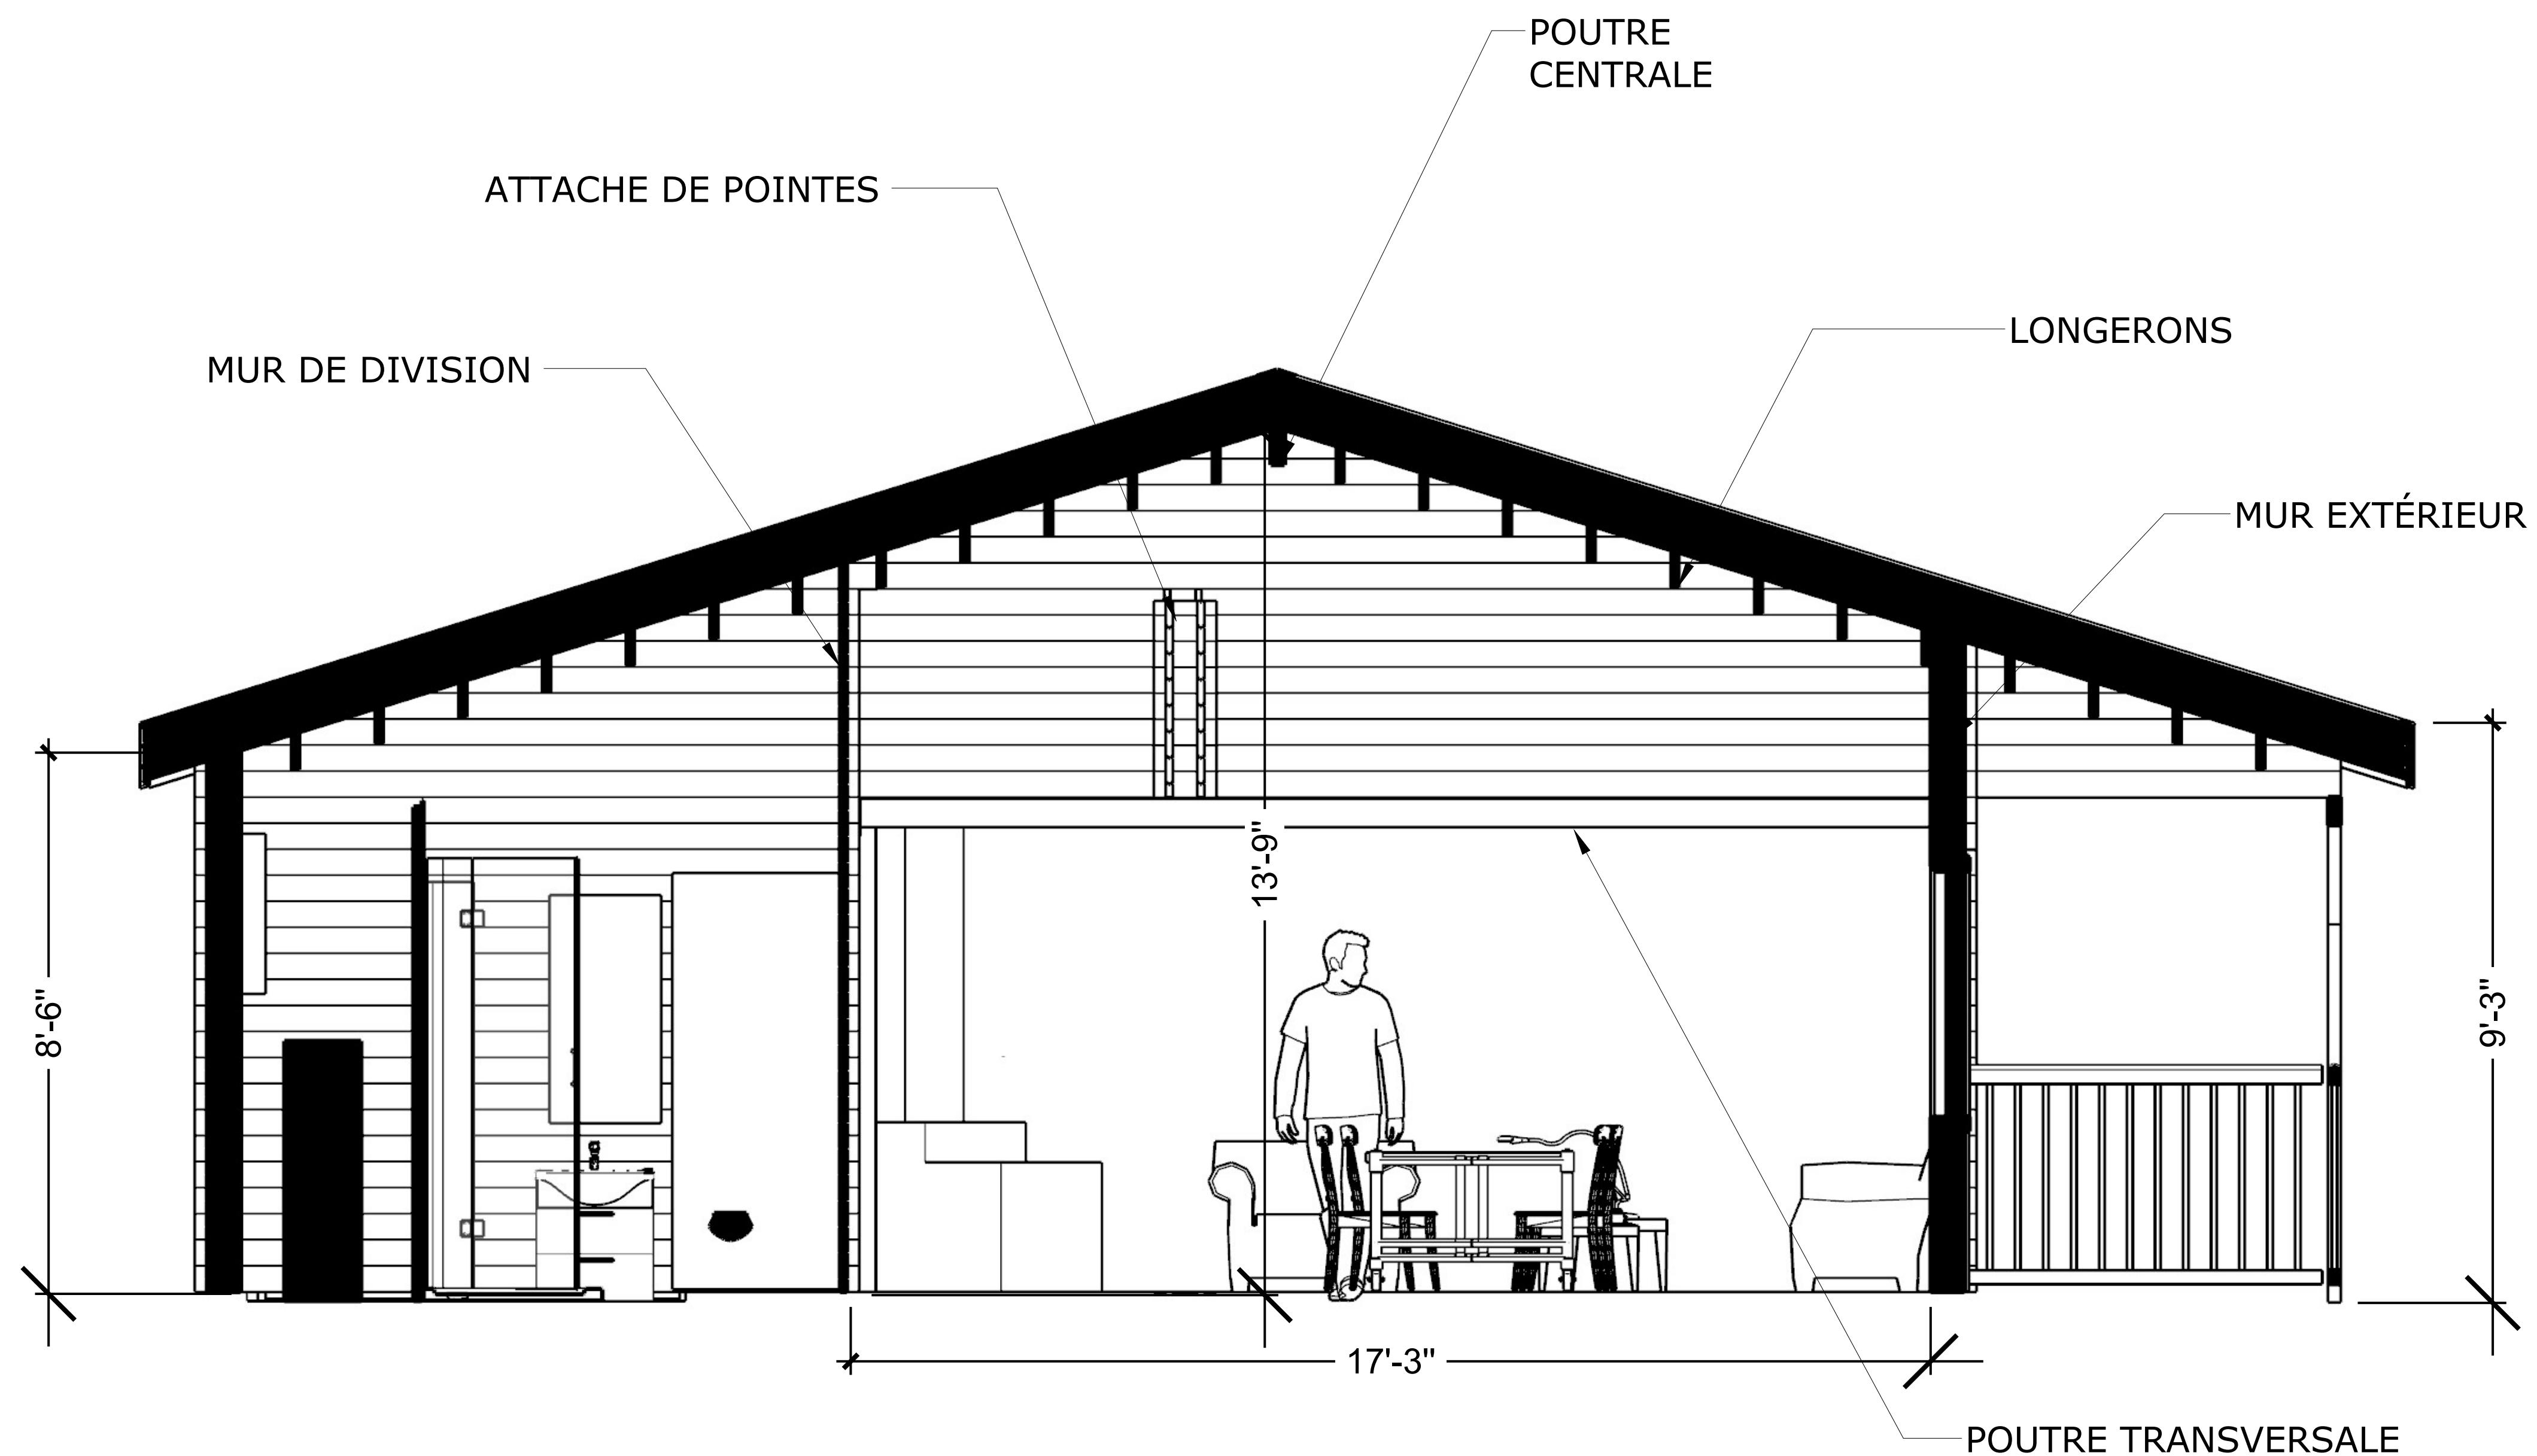 POUTRE
CENTRALE
ATTACHE DE POINTES
LONGERONS
MUR DE DIVISION
MUR EXTÉRIEUR
13'-9"
8'-6"
9'-3"
17'-3"
POUTRE TRANSVERSALE